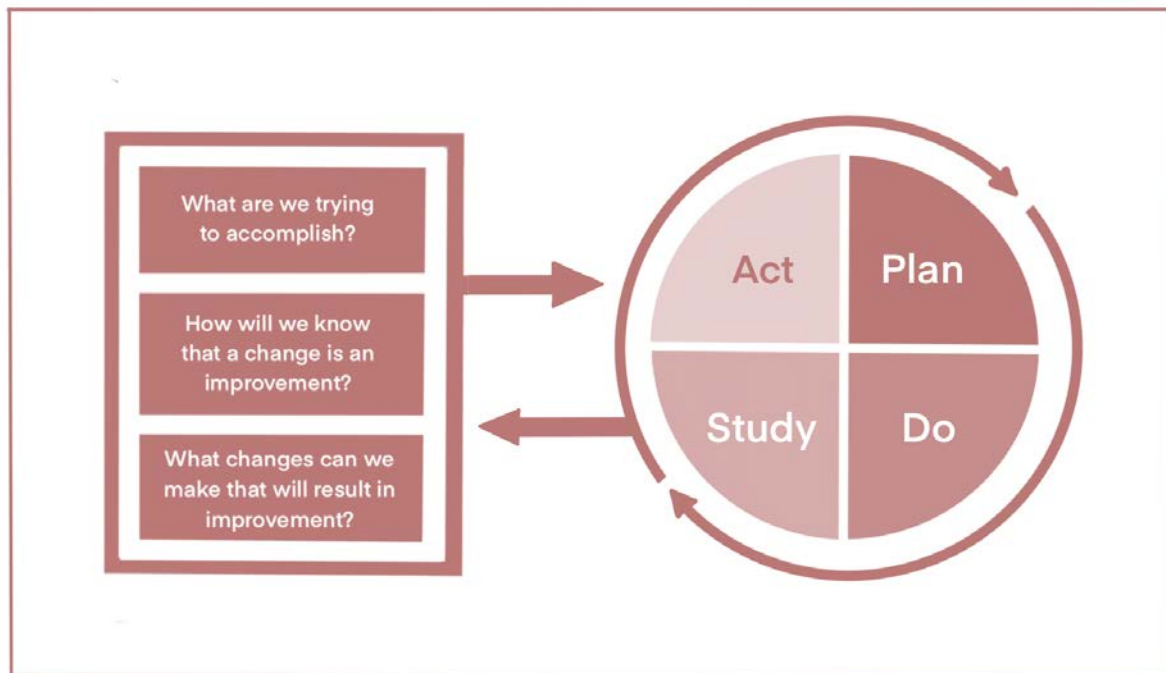 What are we trying
to accomplish?
How will we know
that a change is an
improvement?
What changes can we
make that will result in
improvement?
Act
Plan
Study
Do